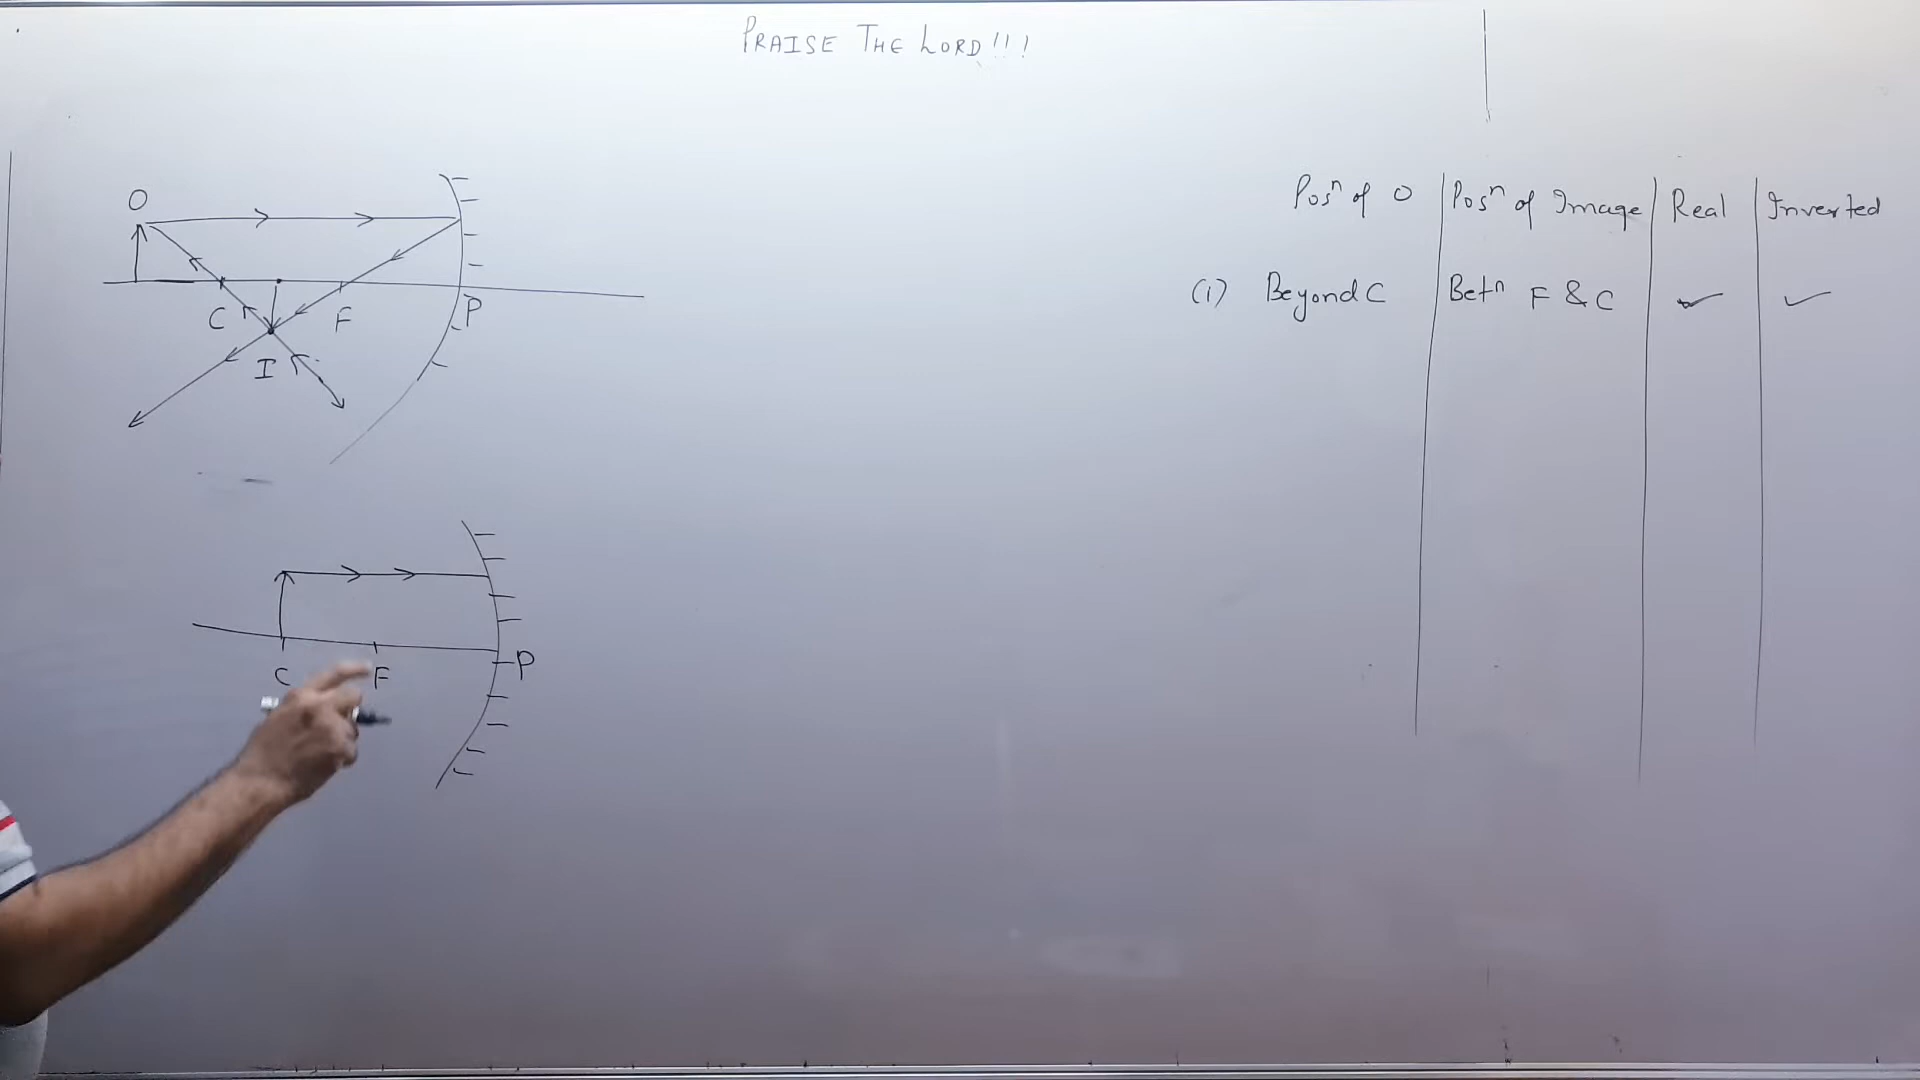 PRAISE THE LORD!!!
O
C F P
I
C F P
Posⁿ of O Posⁿ of Image Real Inverted
(1) Beyond C Betⁿ F & C ✓ ✓